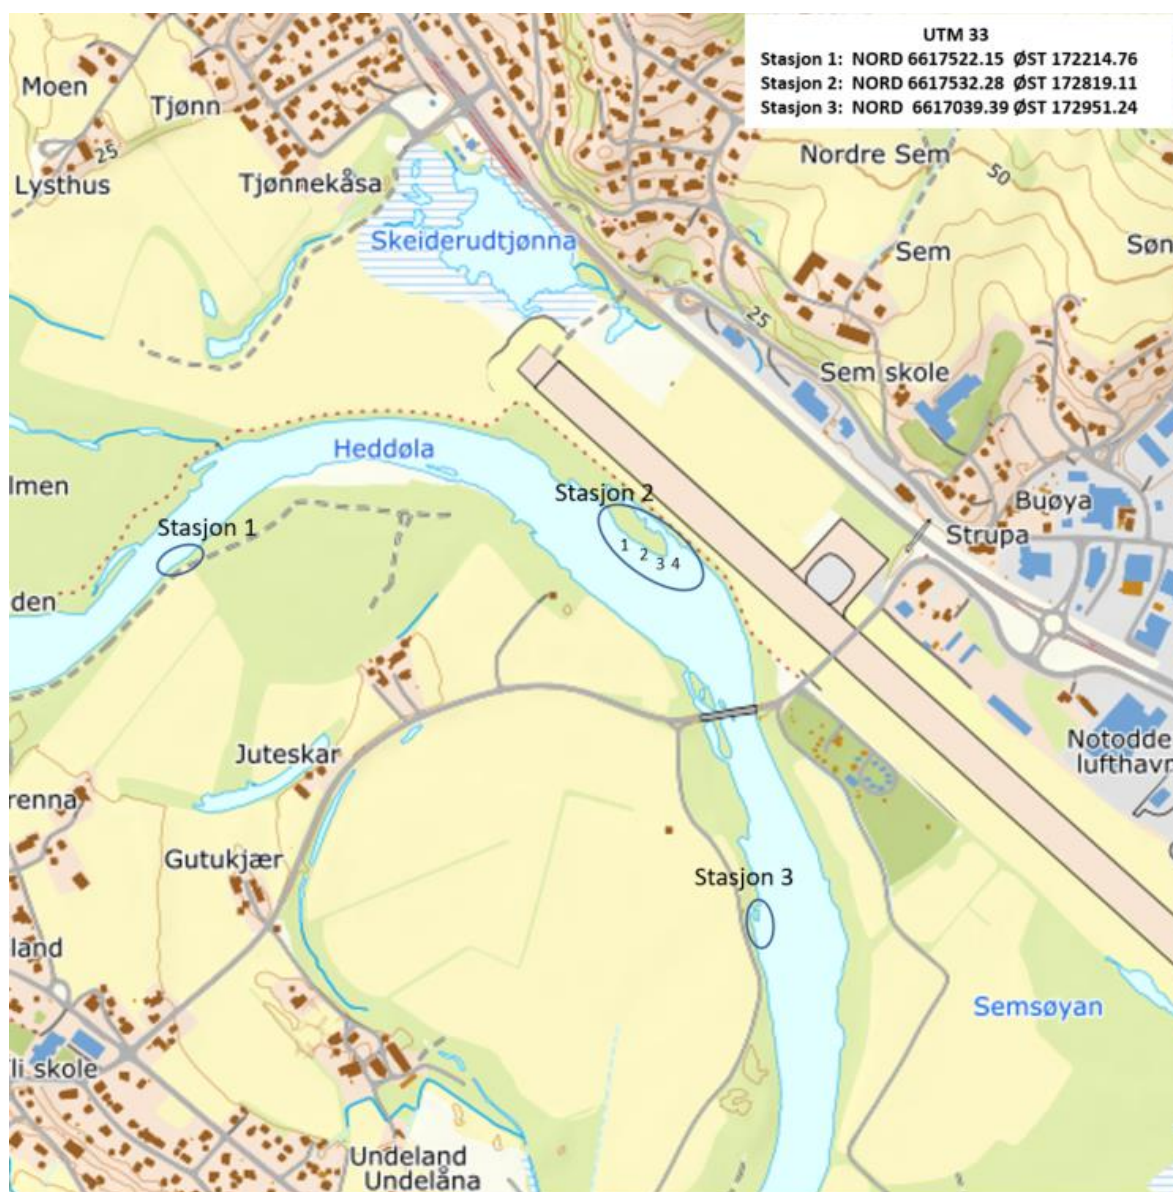 UTM 33
Stasjon 1: NORD 6617522.15 ØST 172214.76
Stasjon 2: NORD 6617532.28 ØST 172819.11
Stasjon 3: NORD 6617039.39 ØST 172951.24
Moen
Tjønn
25
Lysthus
Tjønnekåsa
Nordre Sem
50
Skeiderudtjønna
Sem
Søn
25
Sem skole
Heddøla
lmen
Stasjon 2
Buøya
Stasjon 1
Strupa
1 2 3 4
den
Juteskar
Notodde
lufthavr
renna
Gutukjær
Stasjon 3
land
Semsøyan
li skole
Undeland
Undelåna